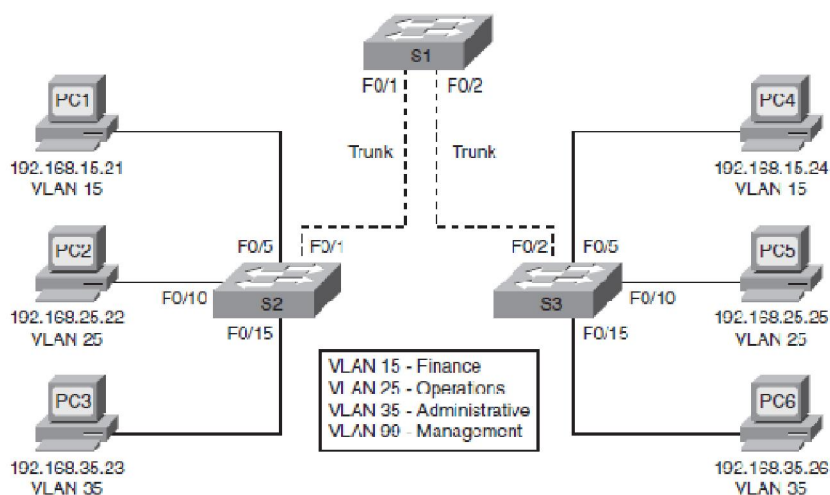 S1
F0/1
F0/2
PC1
PC4
Trunk
Trunk
192.168.15.21
VLAN 15
192.168.15.24
VLAN 15
F0/5
F0/1
F0/2
F0/5
PC2
PC5
F0/10
S2
S3
F0/10
192.168.25.22
VLAN 25
192.168.25.25
VLAN 25
F0/15
F0/15
VLAN 15 - Finance
VLAN 25 - Operations
VLAN 35 - Administrative
VLAN 99 - Management
PC3
PC6
192.168.35.23
VLAN 35
192.168.35.26
VLAN 35